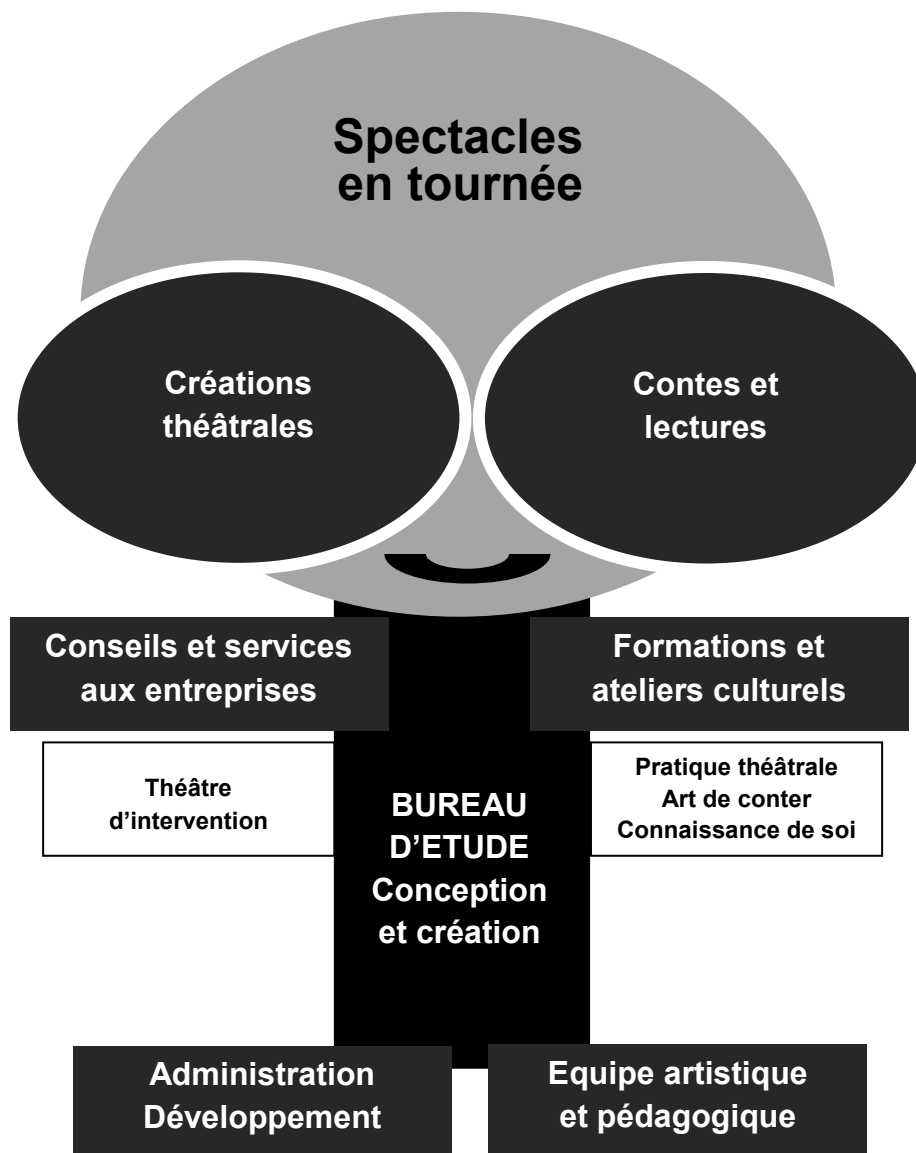 Spectacles
en tournée
Créations
théâtrales
Contes et
lectures
Conseils et services
aux entreprises
Formations et
ateliers culturels
Théâtre
d’intervention
BUREAU
D’ETUDE
Conception
et création
Pratique théâtrale
Art de conter
Connaissance de soi
Administration
Développement
Equipe artistique
et pédagogique